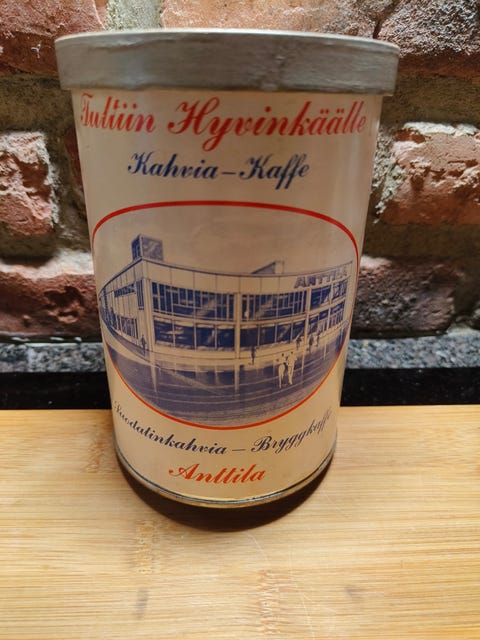 Tultiin Hyvinkäälle
Kahvia – Kaffe
ANTTILA
Suodatinkahvia – Bryggkaffe
Anttila